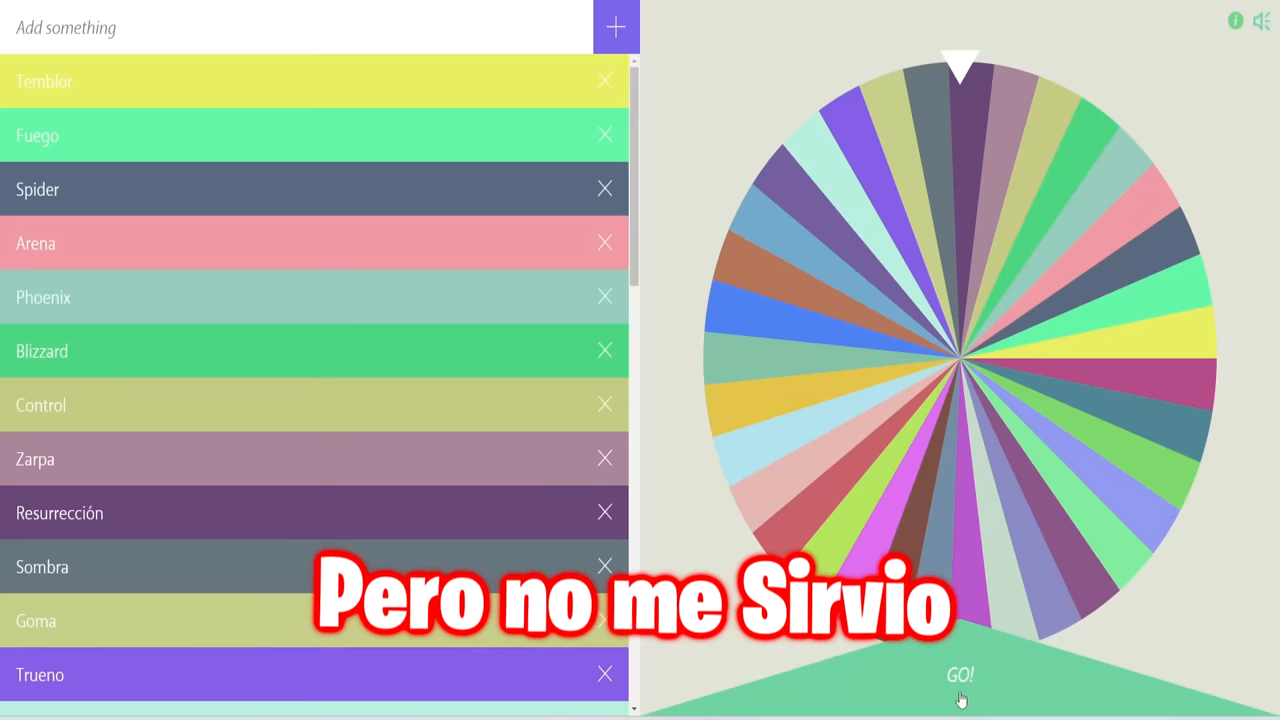 Add something
Temblor
Fuego
Spider
Arena
Phoenix
Blizzard
Control
Zarpa
Resurrección
Sombra
Goma
Trueno
Pero no me Sirvio
GO!